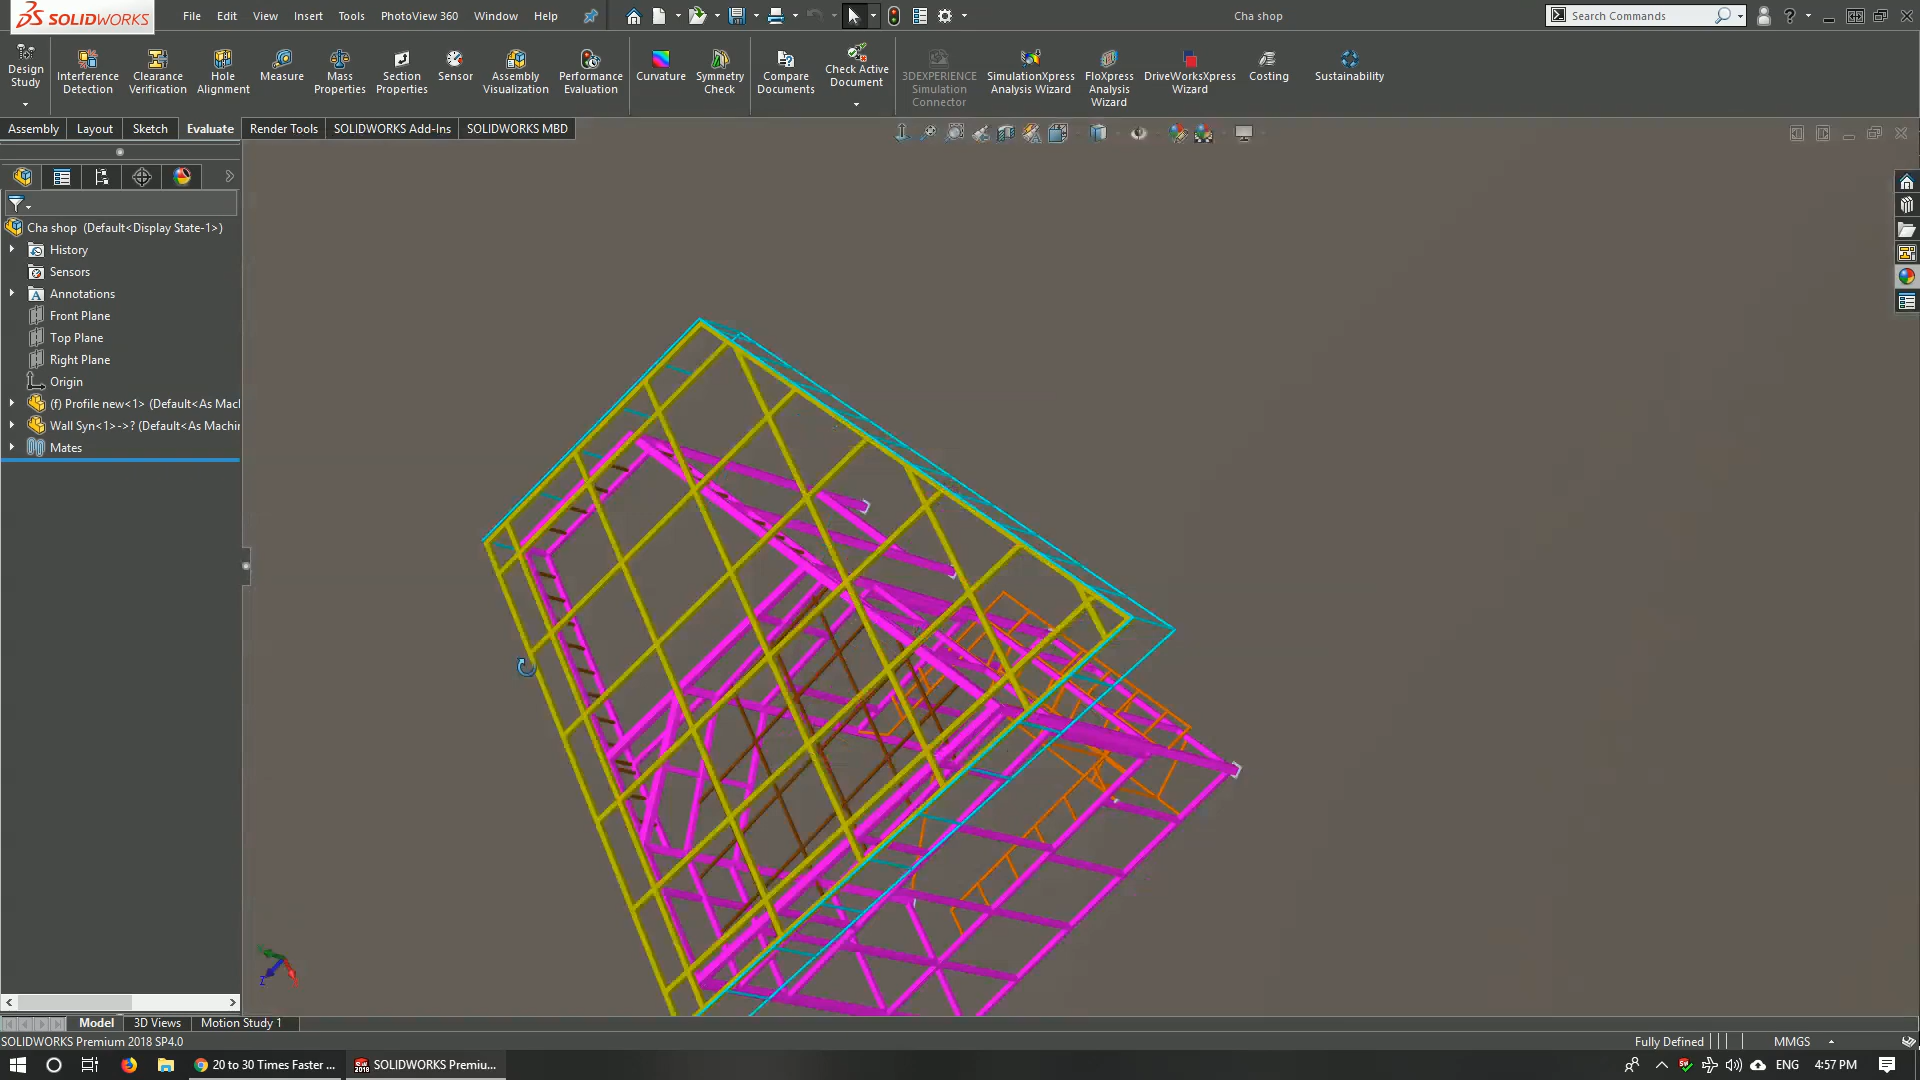 SOLIDWORKS
File Edit View Insert Tools PhotoView 360 Window Help
Cha shop
Search Commands
Design Study
Interference Detection
Clearance Verification
Hole Alignment
Measure
Mass Properties
Section Properties
Sensor
Assembly Visualization
Performance Evaluation
Curvature
Symmetry Check
Compare Documents
Check Active Document
3DEXPERIENCE Simulation Connector
SimulationXpress Analysis Wizard
FloXpress Analysis Wizard
DriveWorksXpress Wizard
Costing
Sustainability
Assembly Layout Sketch Evaluate Render Tools SOLIDWORKS Add-Ins SOLIDWORKS MBD
Cha shop (Default<Display State-1>)
History
Sensors
Annotations
Front Plane
Top Plane
Right Plane
Origin
(f) Profile new<1> (Default<As Macl
Wall Syn<1>->? (Default<As Machi
Mates
Z
Model 3D Views Motion Study 1
SOLIDWORKS Premium 2018 SP4.0
Fully Defined
MMGS
20 to 30 Times Faster ...
SOLIDWORKS Premiu...
ENG
4:57 PM